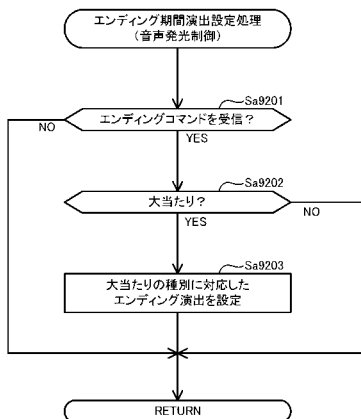 エンディング期間演出設定処理
(音声発光制御)
Sa9201
エンディングコマンドを受信?
NO
YES
Sa9202
大当たり?
NO
YES
Sa9203
大当たりの種別に対応した
エンディング演出を設定
RETURN